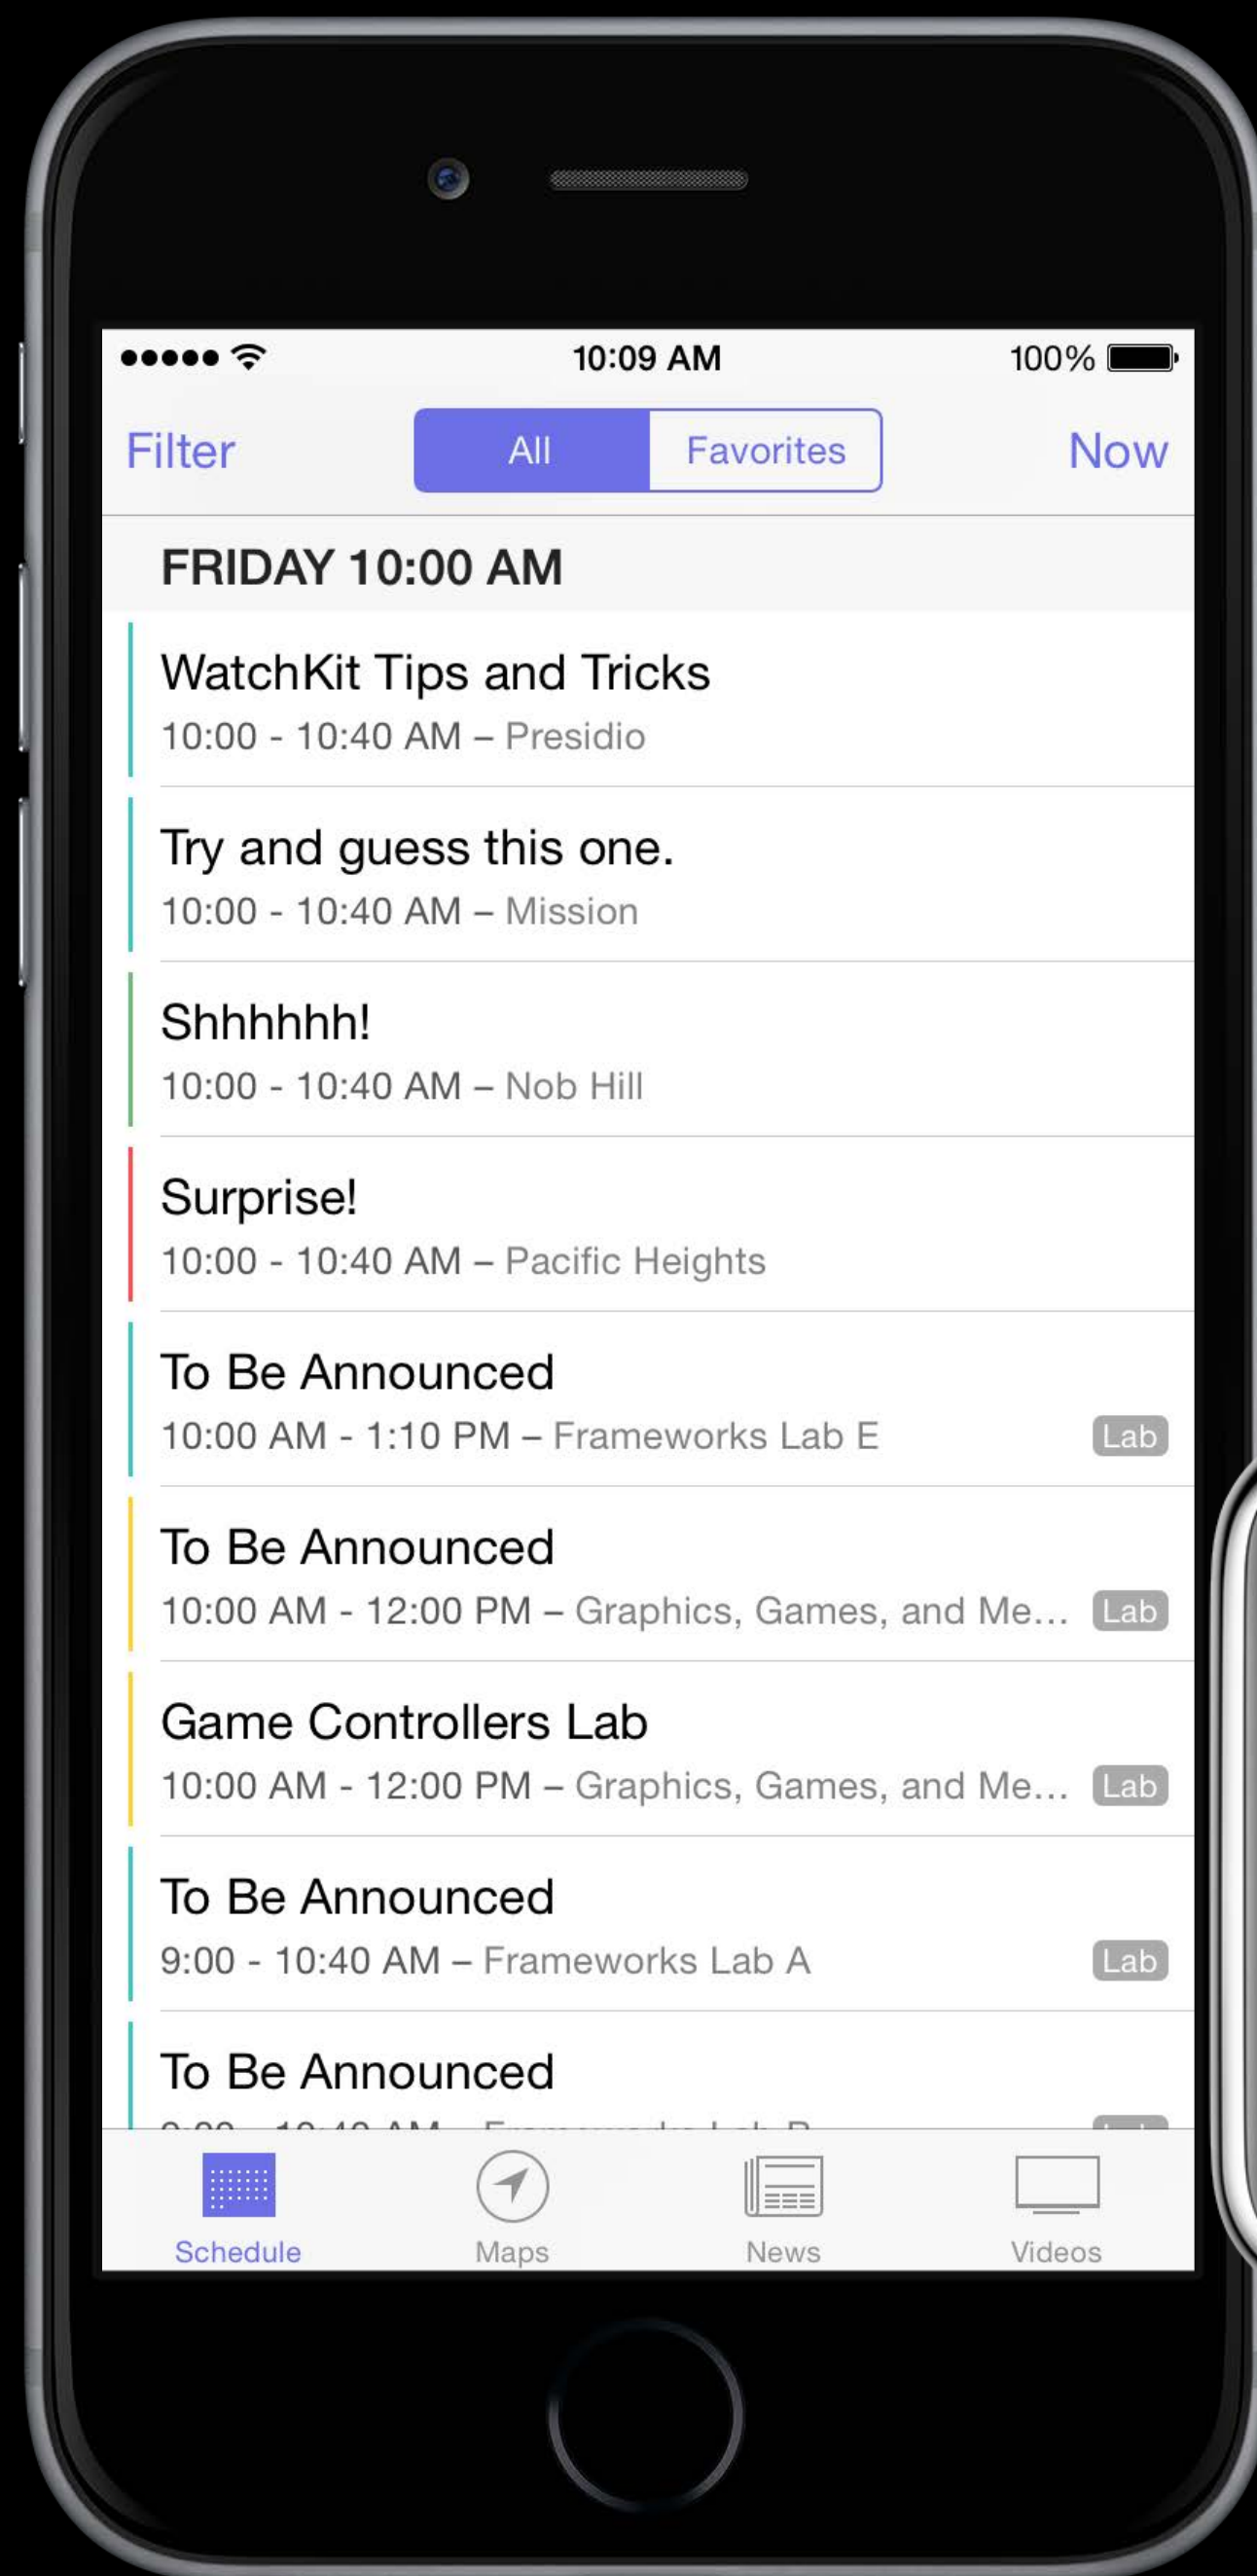 10:09 AM 100%
Filter All Favorites Now
FRIDAY 10:00 AM
WatchKit Tips and Tricks
10:00 - 10:40 AM – Presidio
Try and guess this one.
10:00 - 10:40 AM – Mission
Shhhhhh!
10:00 - 10:40 AM – Nob Hill
Surprise!
10:00 - 10:40 AM – Pacific Heights
To Be Announced
10:00 AM - 1:10 PM – Frameworks Lab E Lab
To Be Announced
10:00 AM - 12:00 PM – Graphics, Games, and Me... Lab
Game Controllers Lab
10:00 AM - 12:00 PM – Graphics, Games, and Me... Lab
To Be Announced
9:00 - 10:40 AM – Frameworks Lab A Lab
To Be Announced
Schedule Maps News Videos